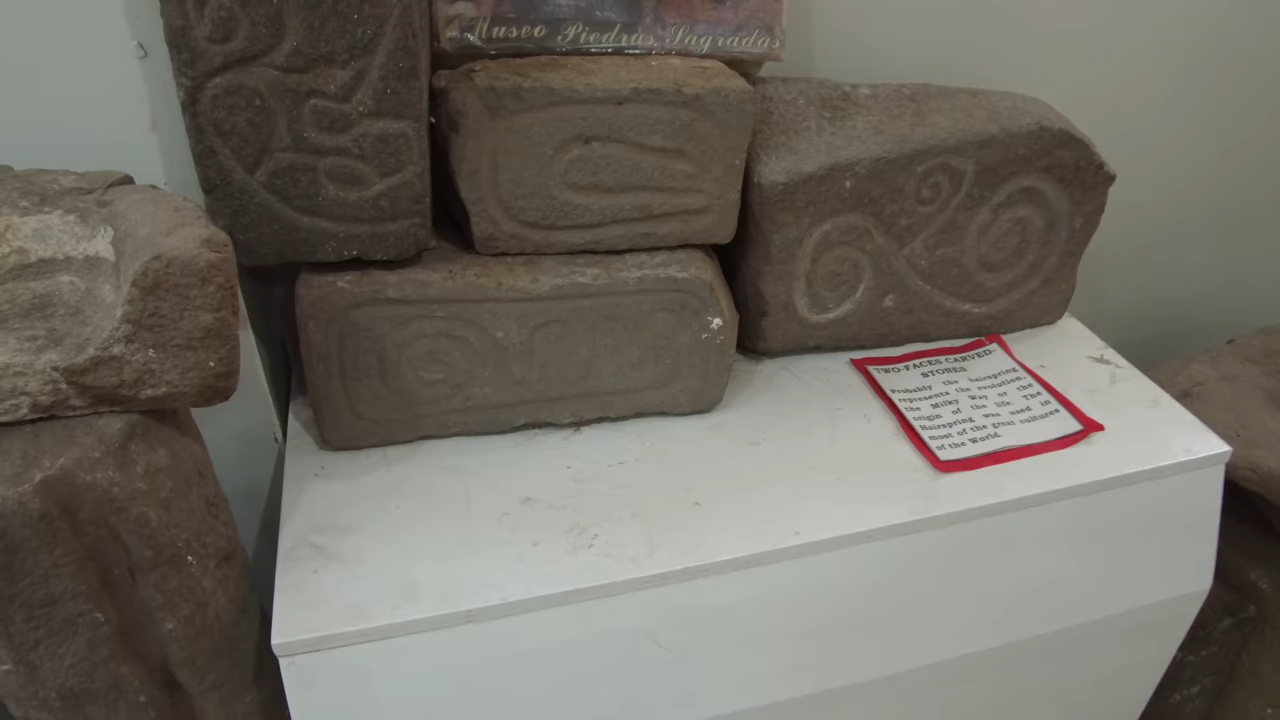 Museo Piedras Sagradas
TWO-FACES CARVED-
STONES
Probably the hairspring
represents the evolution,
the Milky Way or the
origin of the life. The
Hairspring was used in
most of the great cultures
of the World.